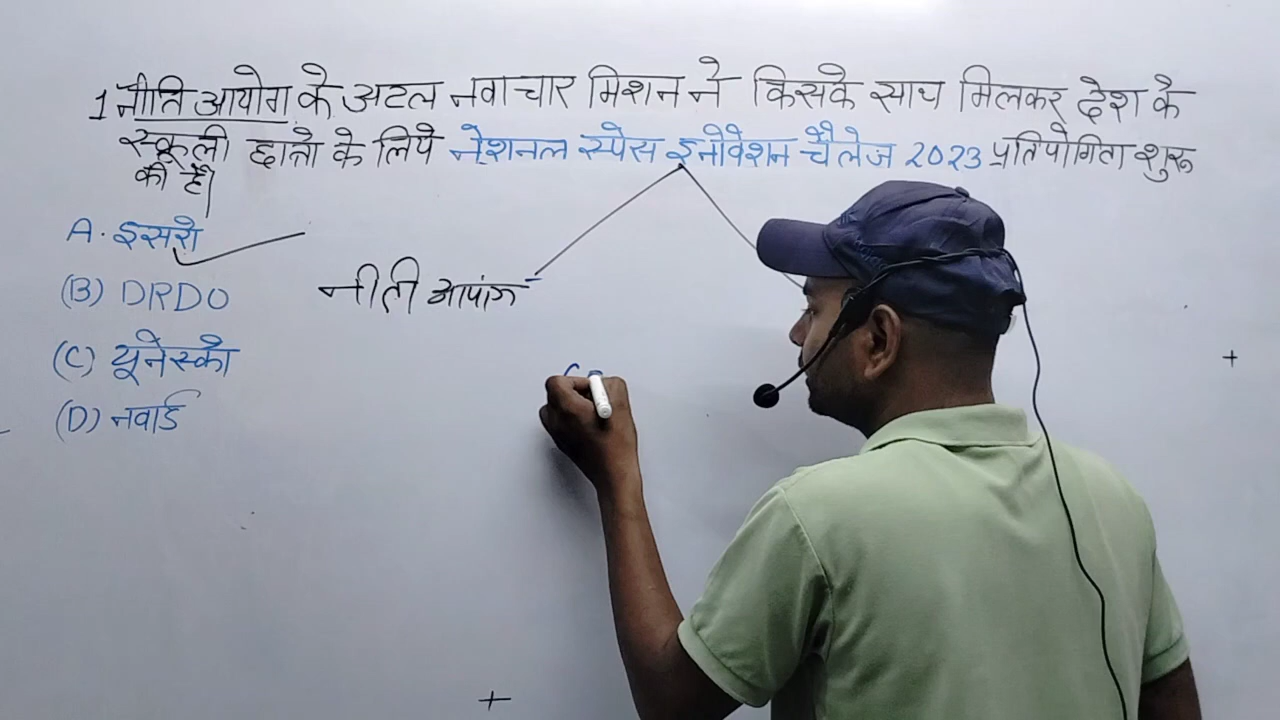 1 नीति आयोग के अटल नवाचार मिशन ने किसके साथ मिलकर देश के
स्कूली छात्रो के लिये नेशनल स्पेस इनोवेशन चैलेज 2023 प्रतियोगिता शुरू
की है।
A. इसरो
(B) DRDO
(C) यूनेस्को
(D) नवार्ड
नीती आयोग